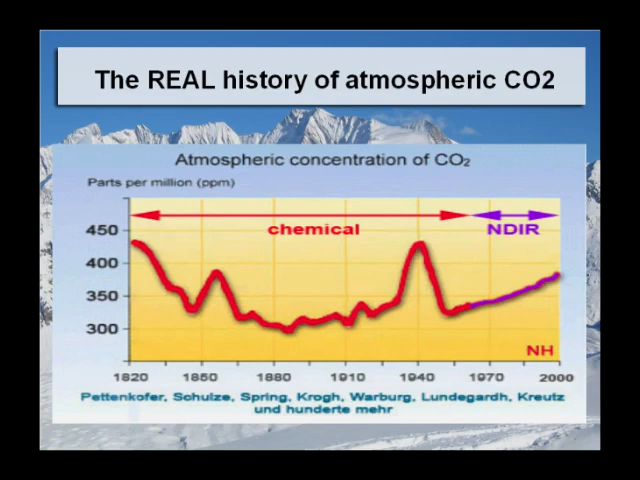 The REAL history of atmospheric CO2
Atmospheric concentration of CO₂
Parts per million (ppm)
450
400
350
300
chemical
NDIR
NH
1820 1850 1880 1910 1940 1970 2000
Pettenkofer, Schulze, Spring, Krogh, Warburg, Lundegardh, Kreutz
und hunderte mehr